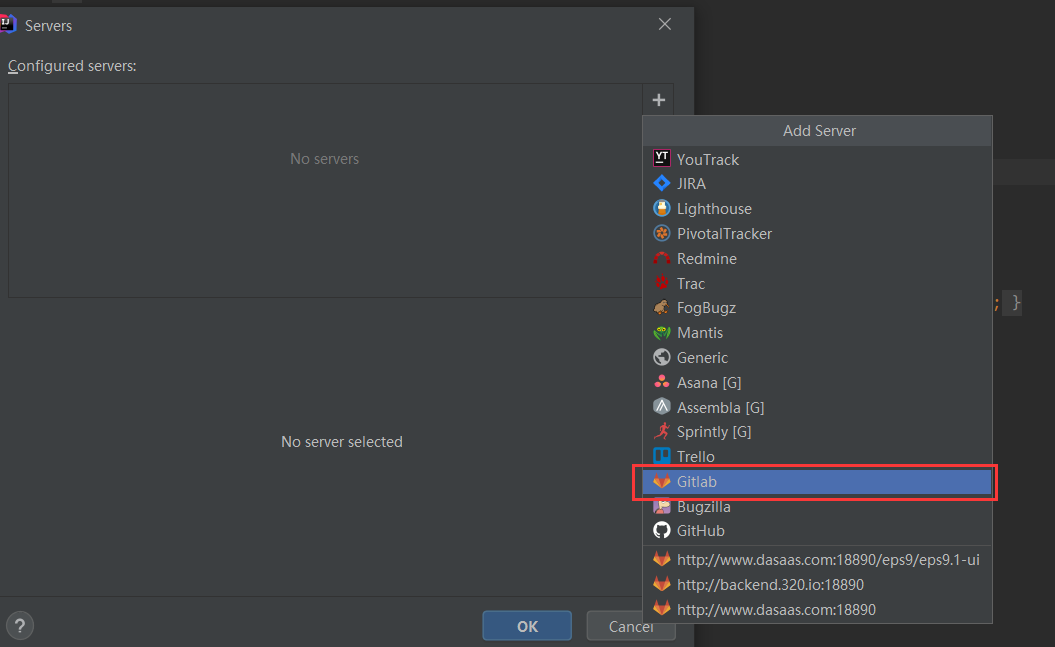 Servers
Configured servers:
+
No servers
Add Server
YouTrack
JIRA
Lighthouse
PivotalTracker
Redmine
Trac
FogBugz
Mantis
Generic
Asana [G]
Assembla [G]
Sprintly [G]
Trello
Gitlab
Bugzilla
GitHub
http://www.dasaas.com:18890/eps9/eps9.1-ui
http://backend.320.io:18890
http://www.dasaas.com:18890
; }
No server selected
?
OK
Cancel